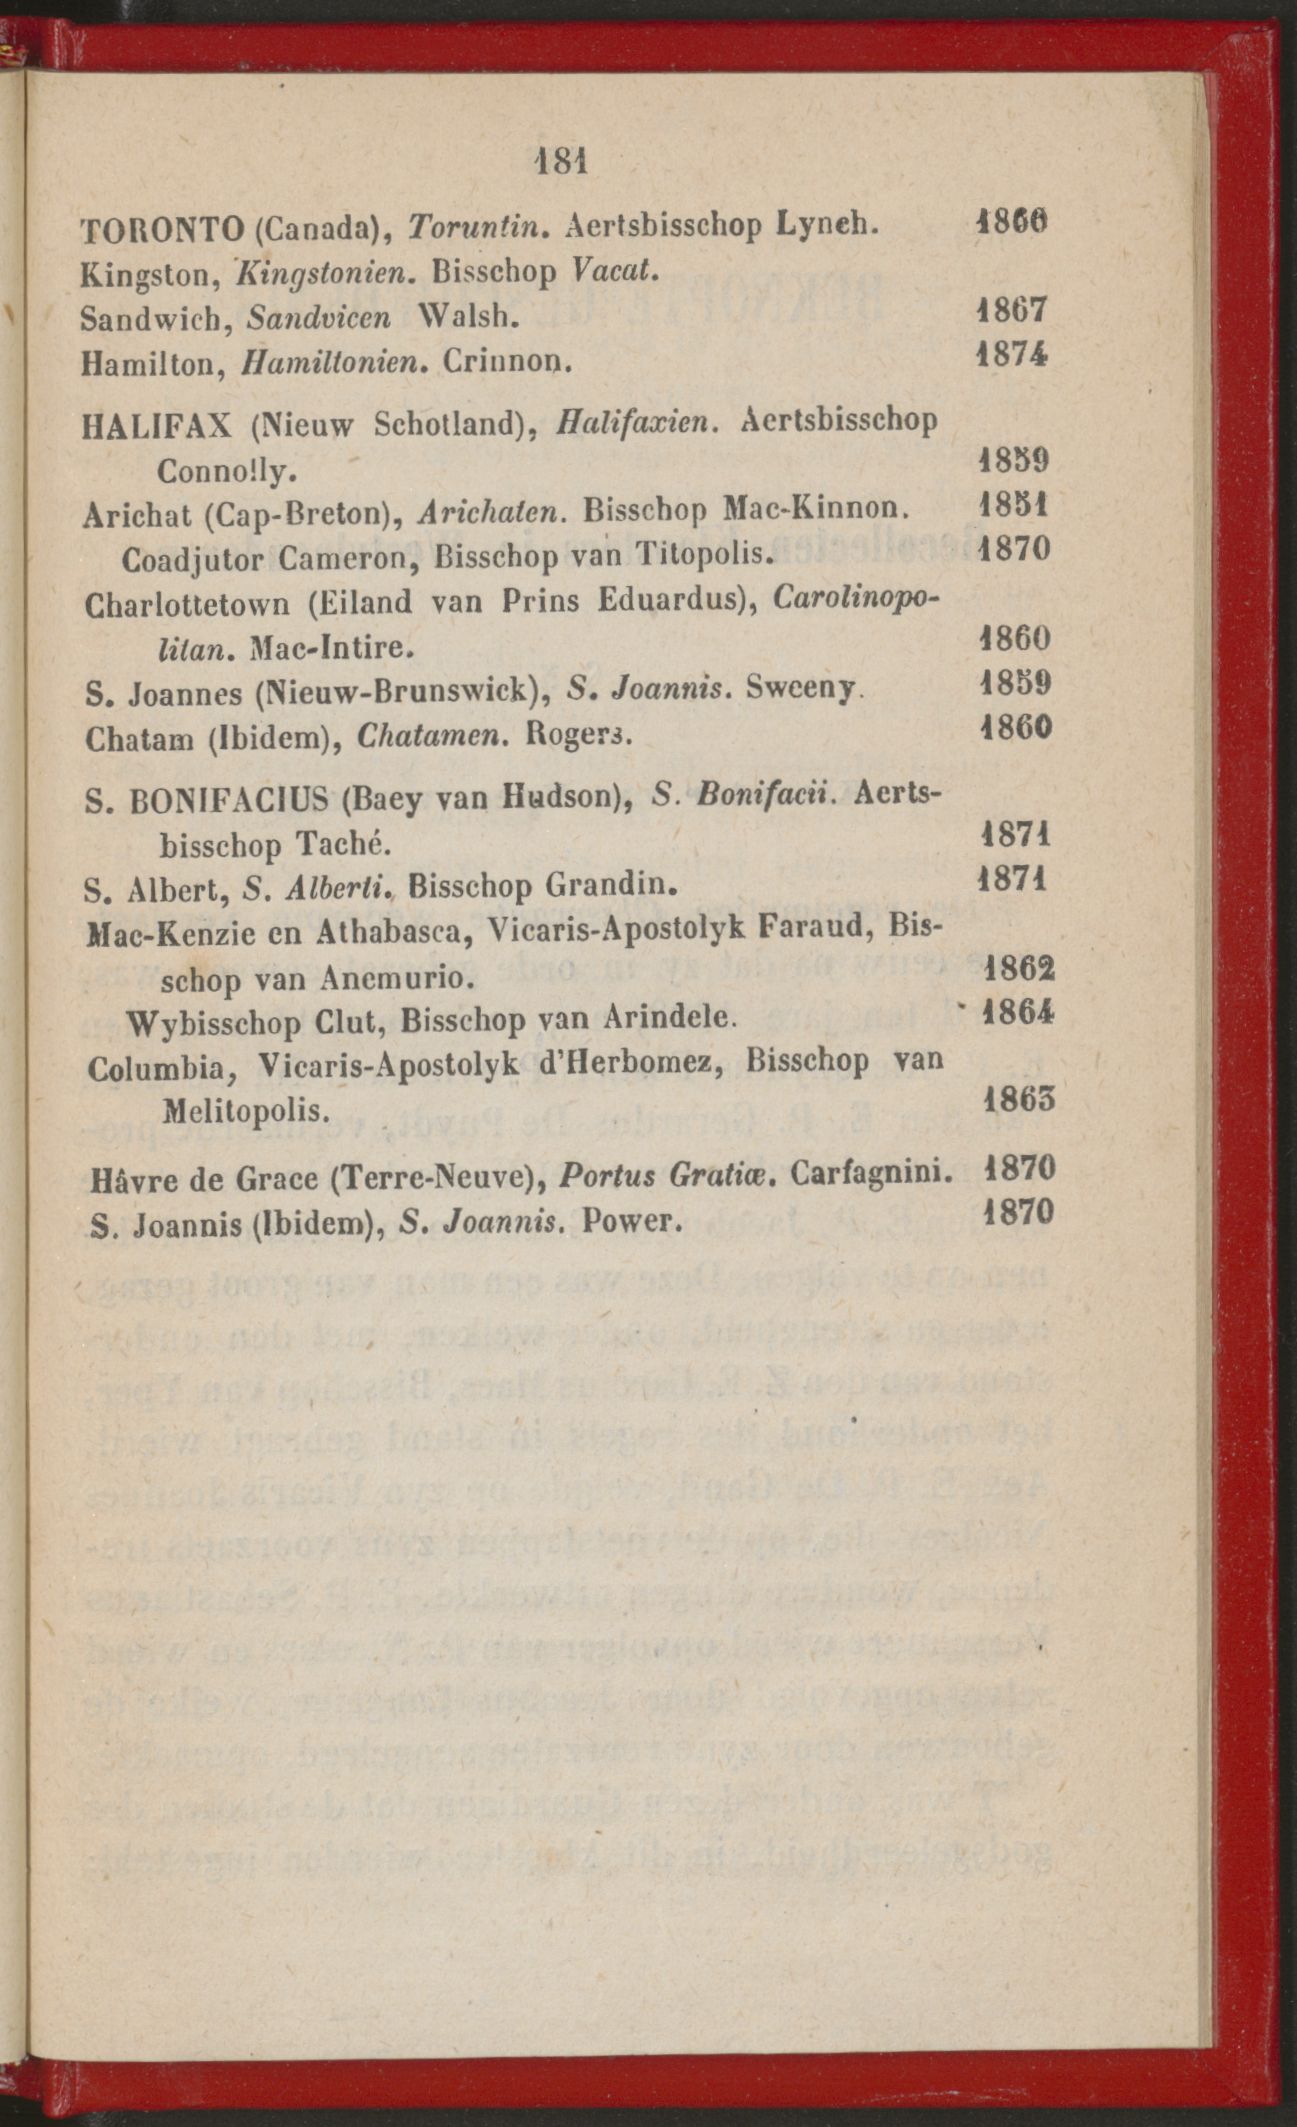 181
TORONTO (Canada), Toruntin. Aertsbisschop Lynch. 1860
Kingston, Kingstonien. Bisschop Vacat.
Sandwich, Sandvicen Walsh. 1867
Hamilton, Hamiltonien. Crinnon. 1874
HALIFAX (Nieuw Schotland), Halifaxien. Aertsbisschop
Connolly. 1859
Arichat (Cap-Breton), Arichaten. Bisschop Mac-Kinnon. 1851
Coadjutor Cameron, Bisschop van Titopolis. 1870
Charlottetown (Eiland van Prins Eduardus), Carolinopo-
litan. Mac-Intire. 1860
S. Joannes (Nieuw-Brunswick), S. Joannis. Sweeny. 1859
Chatam (Ibidem), Chatamen. Rogers. 1860
S. BONIFACIUS (Baey van Hudson), S. Bonifacii. Aerts-
bisschop Taché. 1871
S. Albert, S. Alberti. Bisschop Grandin. 1871
Mac-Kenzie en Athabasca, Vicaris-Apostolyk Faraud, Bis-
schop van Anemurio. 1862
Wybisschop Clut, Bisschop van Arindele. 1864
Columbia, Vicaris-Apostolyk d'Herbomez, Bisschop van
Melitopolis. 1863
Hâvre de Grace (Terre-Neuve), Portus Gratiæ. Carfagnini. 1870
S. Joannis (Ibidem), S. Joannis. Power. 1870